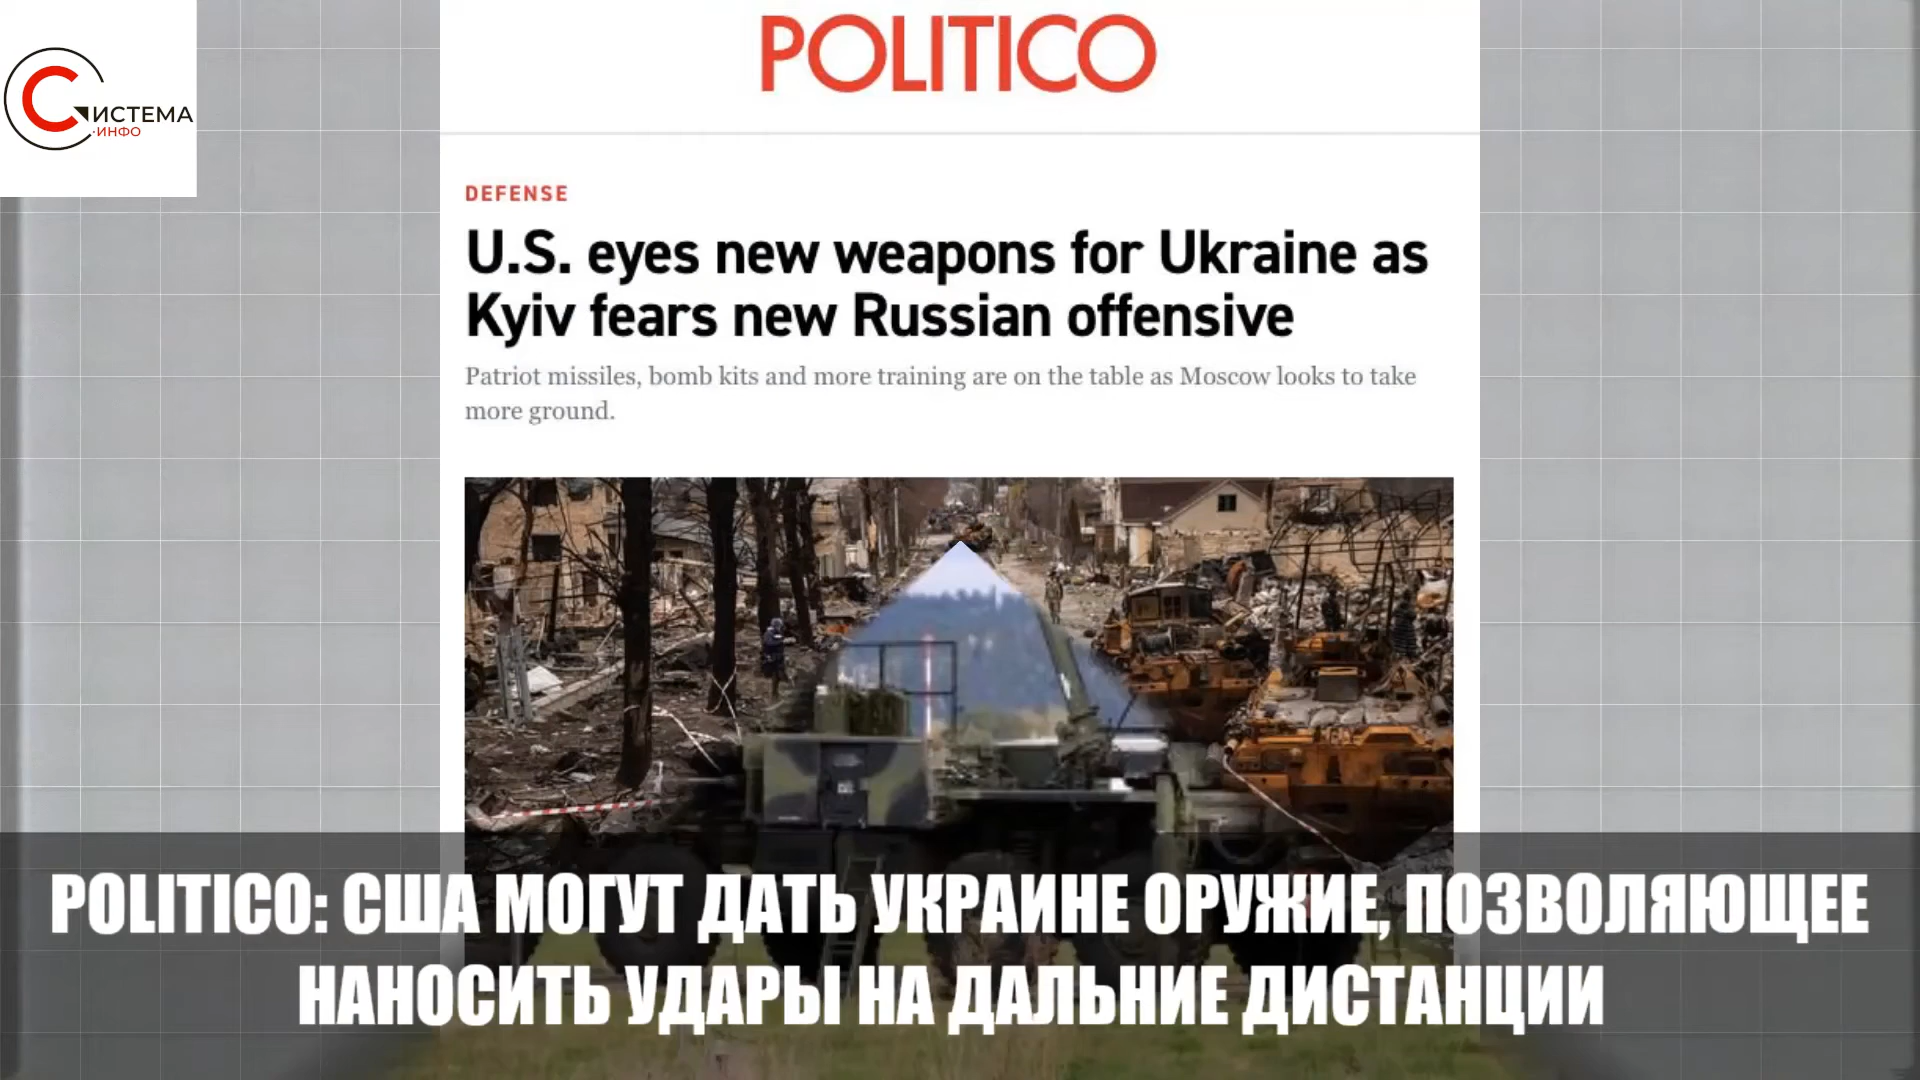 СИСТЕМА
·ИНФО
POLITICO
DEFENSE
U.S. eyes new weapons for Ukraine as
Kyiv fears new Russian offensive
Patriot missiles, bomb kits and more training are on the table as Moscow looks to take
more ground.
POLITICO: США МОГУТ ДАТЬ УКРАИНЕ ОРУЖИЕ, ПОЗВОЛЯЮЩЕЕ
НАНОСИТЬ УДАРЫ НА ДАЛЬНИЕ ДИСТАНЦИИ